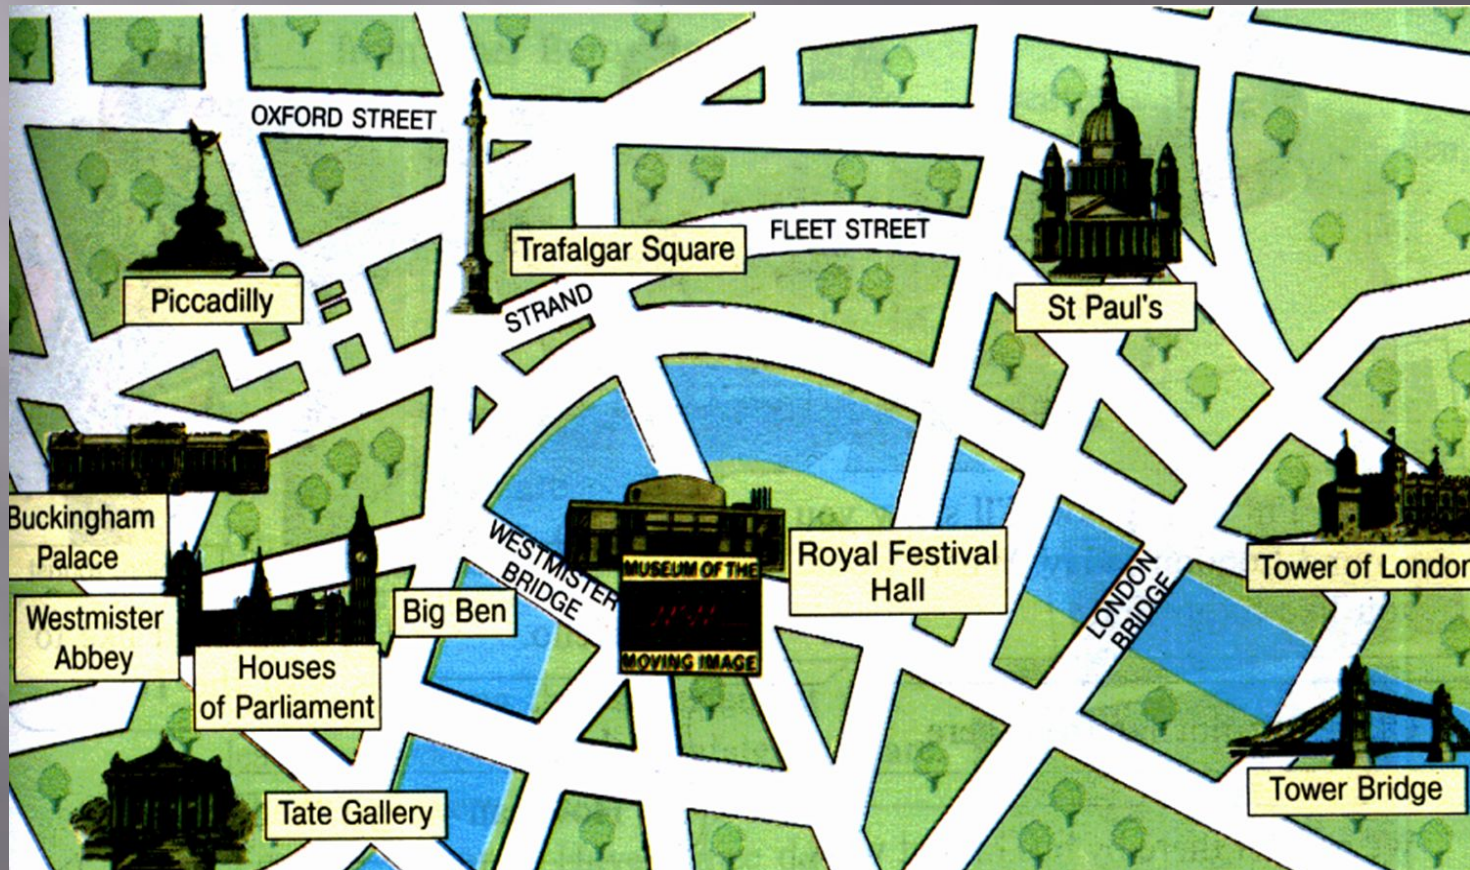 OXFORD STREET
FLEET STREET
Trafalgar Square
Piccadilly
STRAND
St Paul's
Buckingham
Palace
WESTMISTER
BRIDGE
MUSEUM OF THE
MOVING IMAGE
Royal Festival
Hall
LONDON
BRIDGE
Tower of London
Westmister
Abbey
Big Ben
Houses
of Parliament
Tate Gallery
Tower Bridge